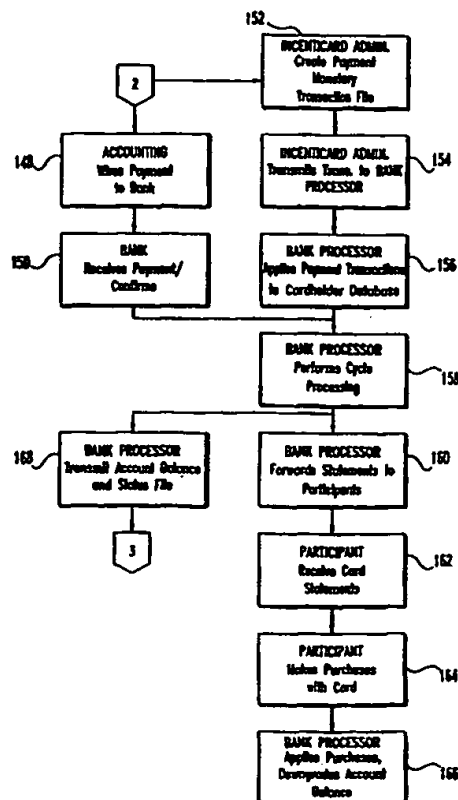 152
INCENTICARD ADMIN.
Create Payment
Monetary
Transaction File
2
148
ACCOUNTING
Wires Payment
to Bank
INCENTICARD ADMIN.
Transmits Trans. to BANK
PROCESSOR
154
150
BANK
Receives Payment/
Confirms
BANK PROCESSOR
Applies Payment Transactions
to Cardholder Database
156
BANK PROCESSOR
Performs Cycle
Processing
158
168
BANK PROCESSOR
Transmit Account Balance
and Status File
BANK PROCESSOR
Forwards Statements to
Participants
160
3
PARTICIPANT
Receive Card
Statements
162
PARTICIPANT
Makes Purchases
with Card
164
BANK PROCESSOR
Applies Purchases,
Downgrades Account
Balance
166